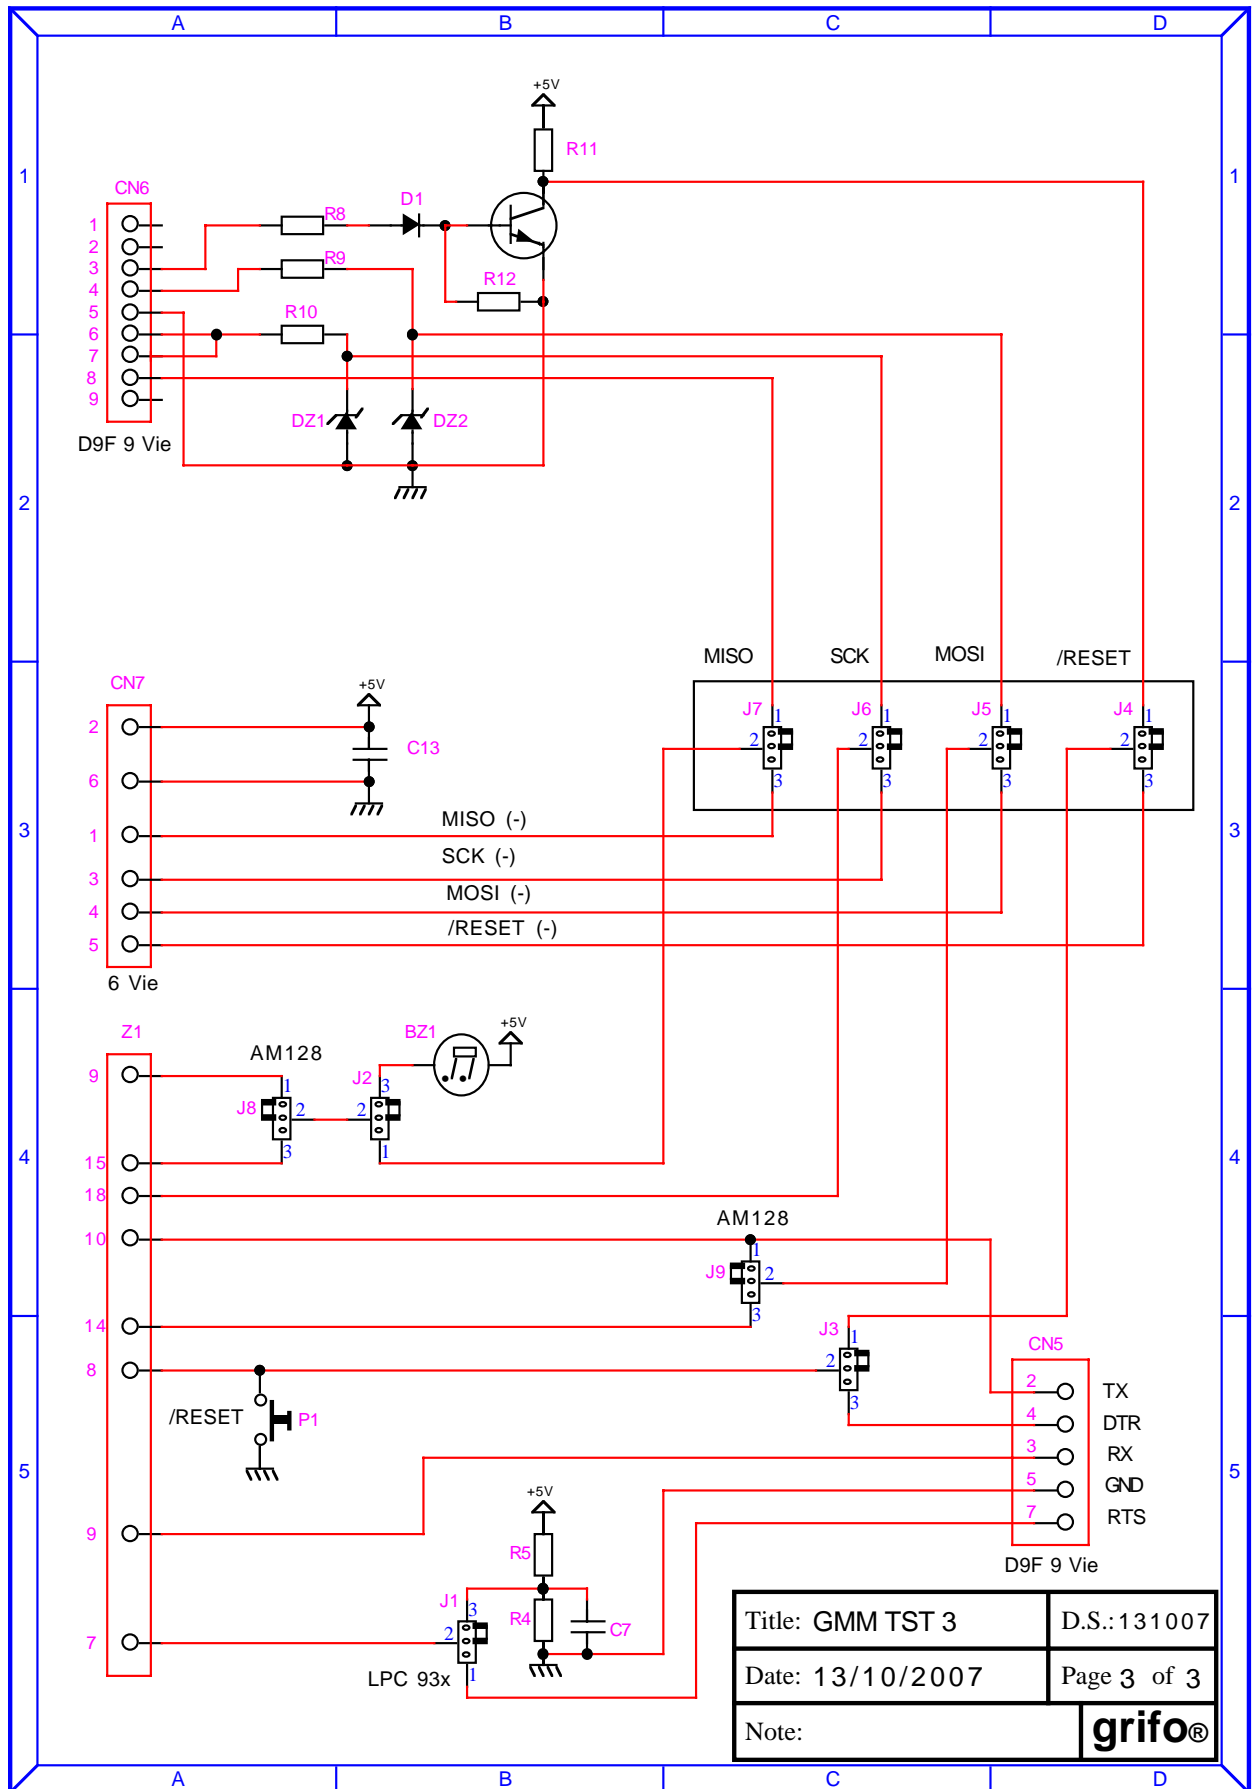 A B C D
+5V
R11
1 1
CN6
D1
R8
1
2
3
R9
4
R12
5
R10
6
7
8
9
DZ1 DZ2
D9F 9 Vie
2 2
MISO SCK MOSI /RESET
CN7
+5V
J7 1 J6 1 J5 1 J4 1
2
C13
2 2 2 2
6
3 3 3 3
MISO (-)
1
3 3
SCK (-)
3
MOSI (-)
4
/RESET (-)
5
6 Vie
Z1
BZ1
+5V
AM128
9
J2
1 3
J8 2 2
3 1
4 4
15
18
AM128
10
1
J9 2
3
14
J3 1
CN5
8
2
2 TX
3
/RESET P1
4 DTR
3 RX
5 5
5 GND
+5V
7 RTS
9
R5
D9F 9 Vie
J1 3
R4 C7
2
7
1
LPC 93x
Title: GMM TST 3 D.S.:131007
Date: 13/10/2007 Page 3 of 3
Note: grifo®
A B C D